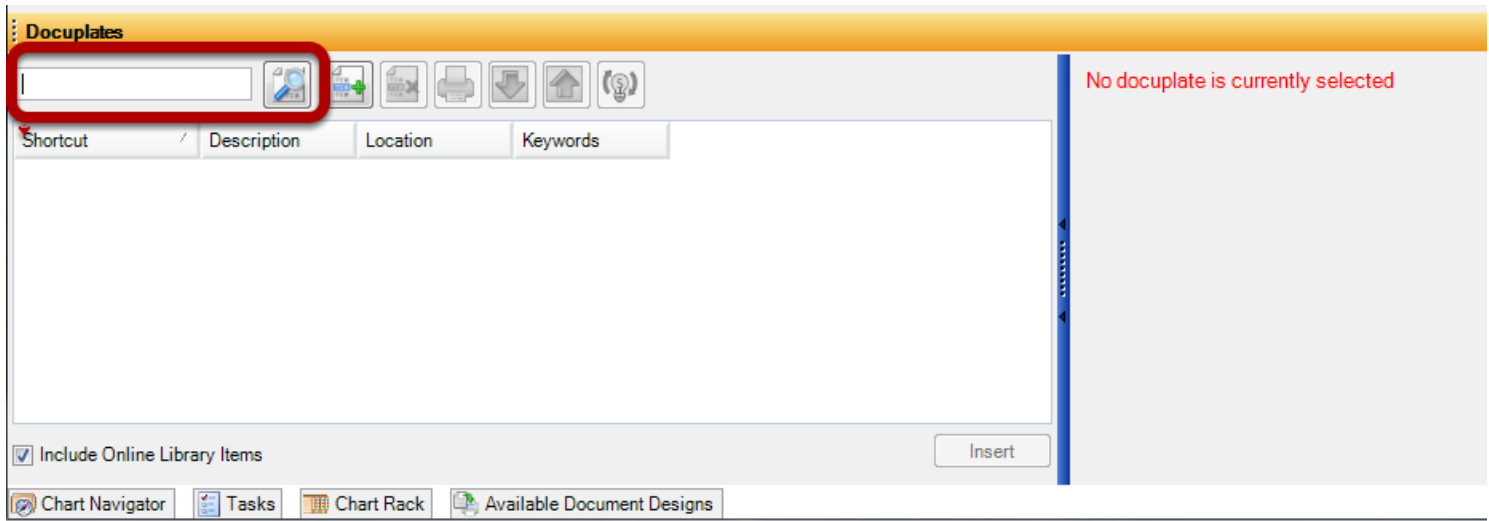 Docuplates
No docuplate is currently selected
Shortcut Description Location Keywords
Include Online Library Items
Insert
Chart Navigator Tasks Chart Rack Available Document Designs